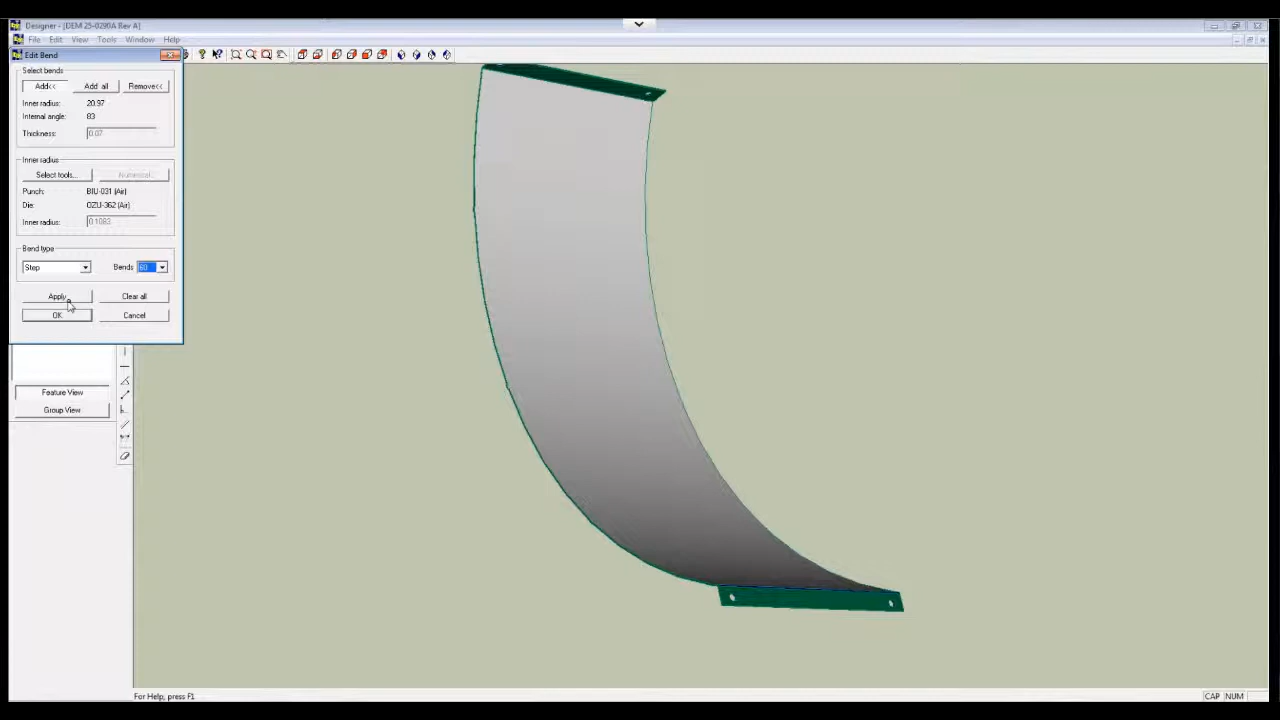 Designer - [DEM 25-0290A Rev A]
File Edit View Tools Window Help
Edit Bend
Select bends
Add<< Add all Remove<<
Inner radius: 20.97
Internal angle: 83
Thickness: 0.07
Inner radius
Select tools... Numerical...
Punch: BIU-031 (Air)
Die: OZU-362 (Air)
Inner radius: 0.1083
Bend type
Step Bends 60
Apply Clear all
OK Cancel
Feature View
Group View
For Help, press F1 CAP NUM